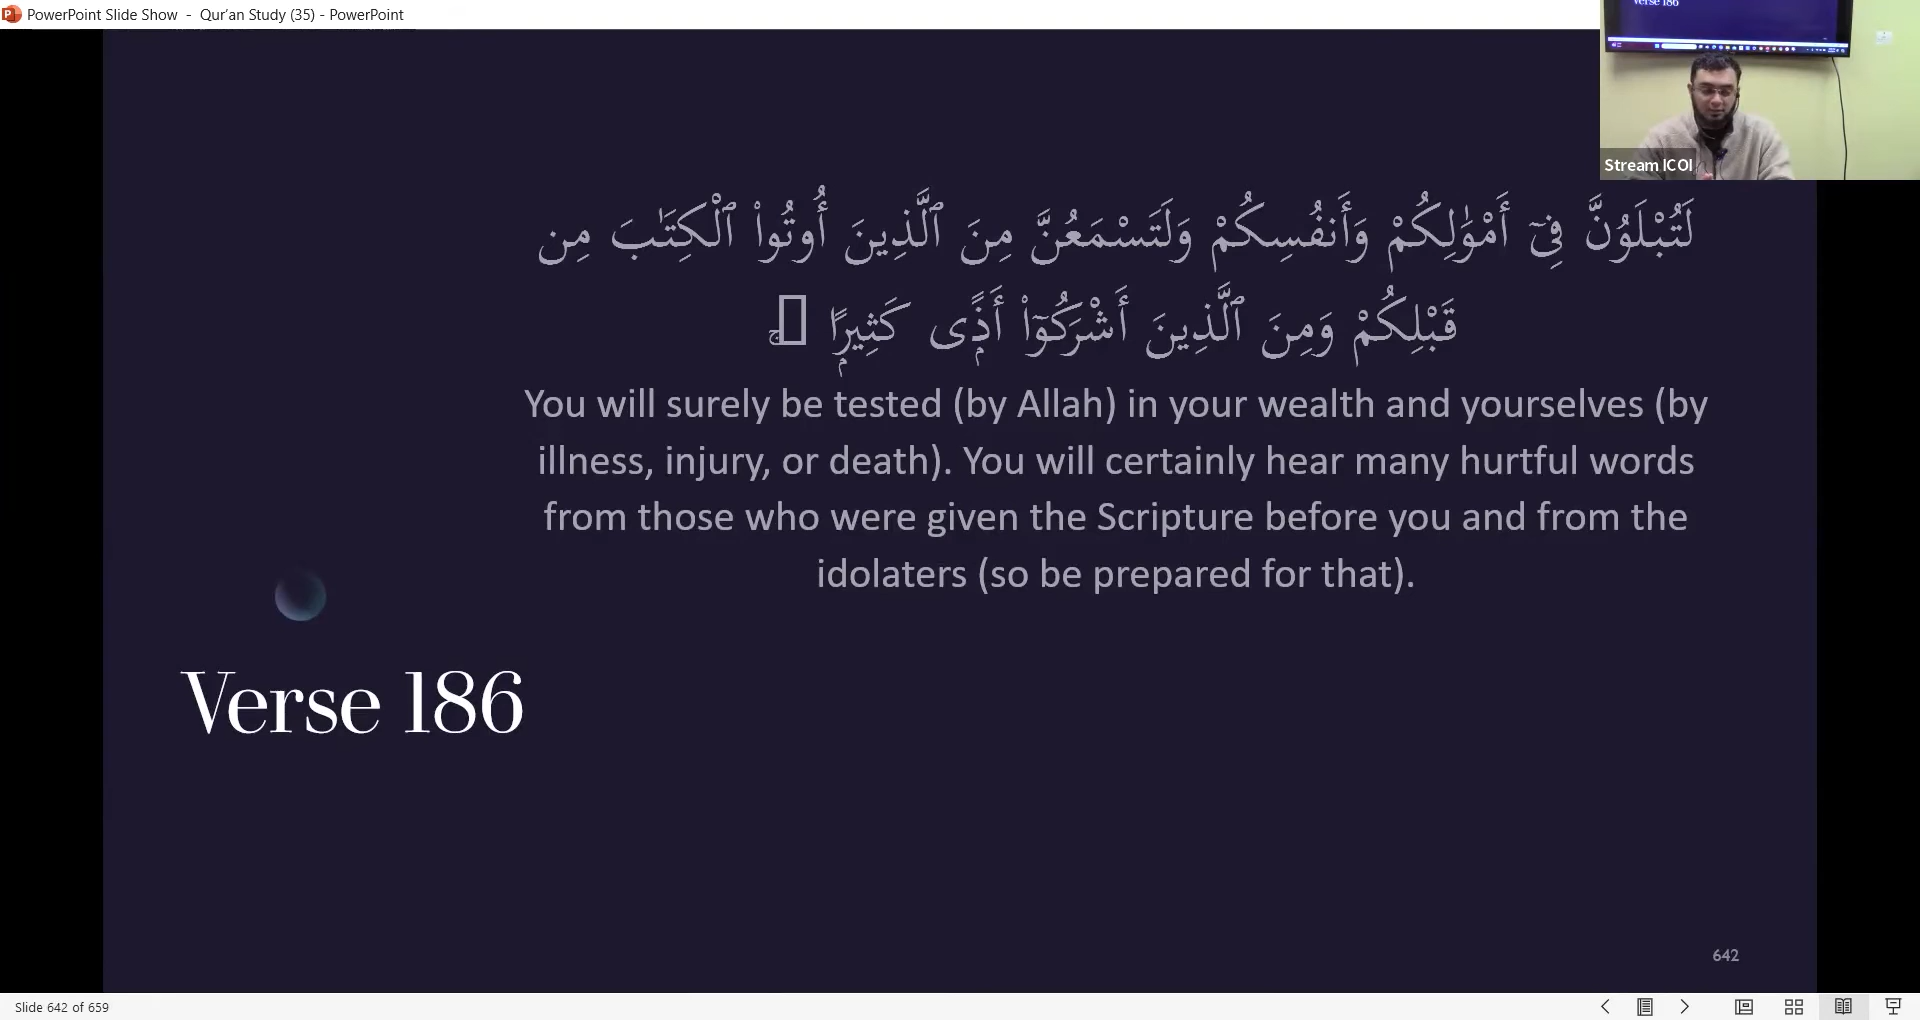 PowerPoint Slide Show - Qur’an Study (35) - PowerPoint
Verse 186
Stream ICOI
لَتُبْلَوُنَّ فِىٓ أَمْوَٰلِكُمْ وَأَنفُسِكُمْ وَلَتَسْمَعُنَّ مِنَ ٱلَّذِينَ أُوتُوا۟ ٱلْكِتَـٰبَ مِن
قَبْلِكُمْ وَمِنَ ٱلَّذِينَ أَشْرَكُوٓا۟ أَذًۭى كَثِيرًۭا ۚ
You will surely be tested (by Allah) in your wealth and yourselves (by
illness, injury, or death). You will certainly hear many hurtful words
from those who were given the Scripture before you and from the
idolaters (so be prepared for that).
Verse 186
642
Slide 642 of 659